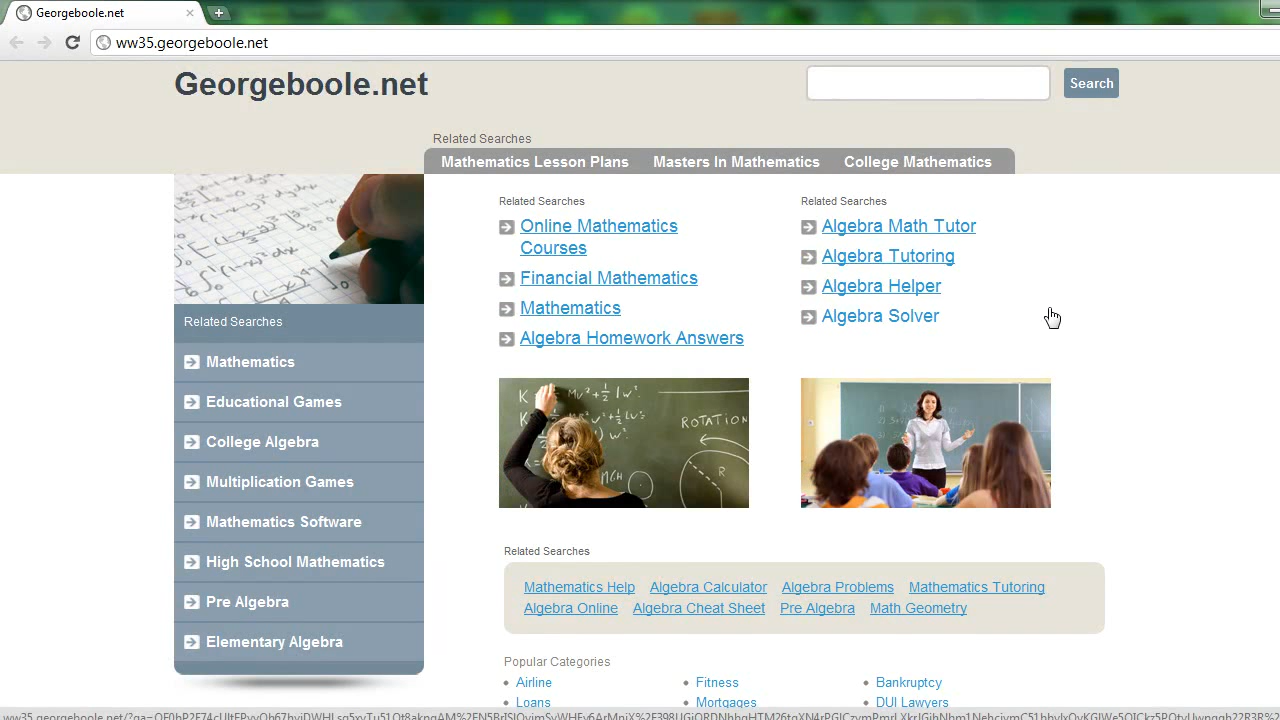 Georgeboole.net
ww35.georgeboole.net
Georgeboole.net
Search
Related Searches
Mathematics Lesson Plans Masters In Mathematics College Mathematics
Related Searches
Mathematics
Educational Games
College Algebra
Multiplication Games
Mathematics Software
High School Mathematics
Pre Algebra
Elementary Algebra
Related Searches
Online Mathematics
Courses
Financial Mathematics
Mathematics
Algebra Homework Answers
Related Searches
Algebra Math Tutor
Algebra Tutoring
Algebra Helper
Algebra Solver
ROTATION
R
Related Searches
Mathematics Help Algebra Calculator Algebra Problems Mathematics Tutoring
Algebra Online Algebra Cheat Sheet Pre Algebra Math Geometry
Popular Categories
Airline Fitness Bankruptcy
Loans Mortgages DUI Lawyers